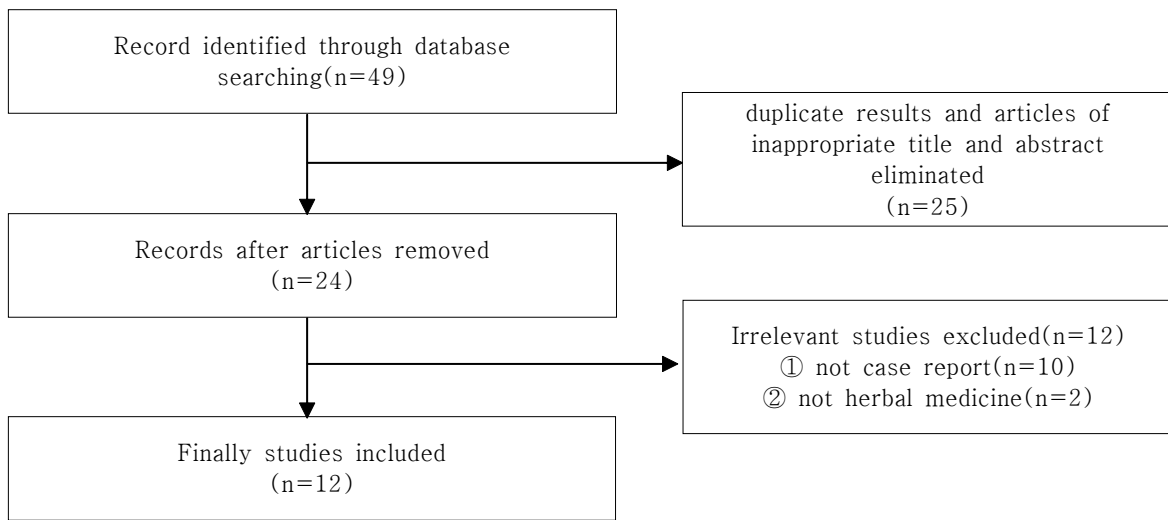 Record identified through database
searching(n=49)
duplicate results and articles of
inappropriate title and abstract
eliminated
(n=25)
Records after articles removed
(n=24)
Irrelevant studies excluded(n=12)
① not case report(n=10)
② not herbal medicine(n=2)
Finally studies included
(n=12)